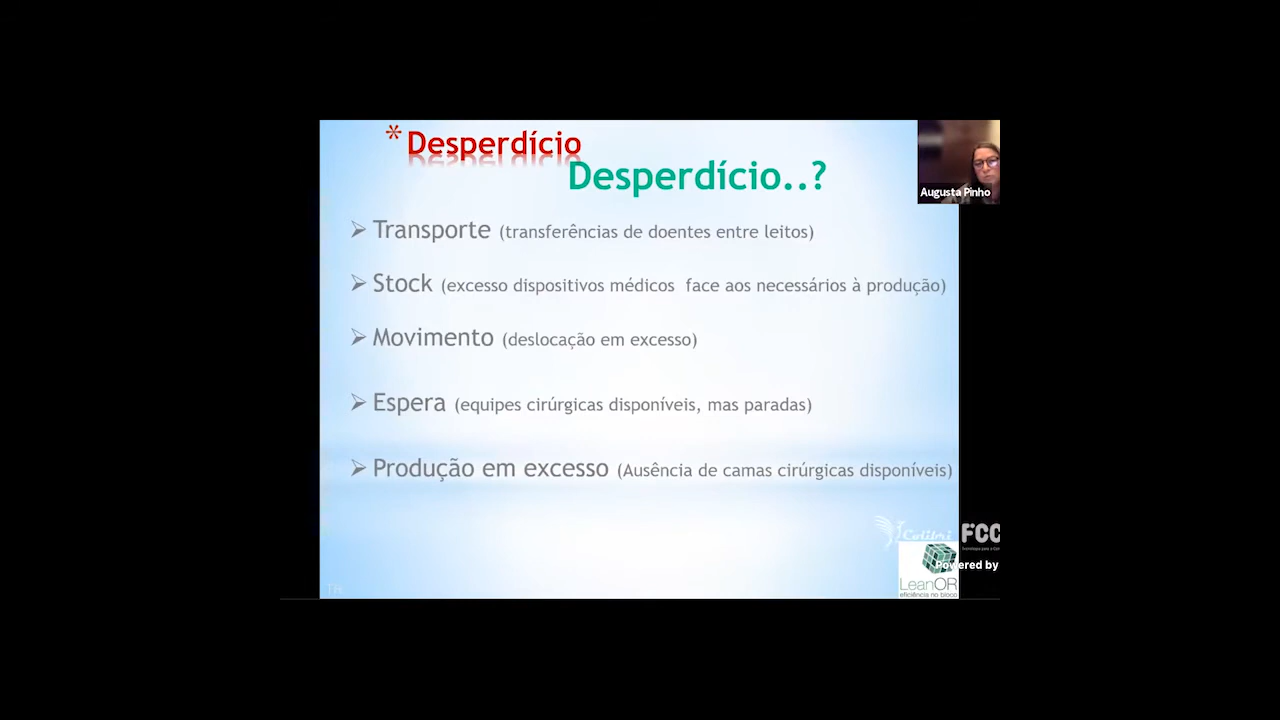 * Desperdício
Desperdício..?
Augusta Pinho
Transporte (transferências de doentes entre leitos)
Stock (excesso dispositivos médicos face aos necessários à produção)
Movimento (deslocação em excesso)
Espera (equipes cirúrgicas disponíveis, mas paradas)
Produção em excesso (Ausência de camas cirúrgicas disponíveis)
Colibri
FCC
Powered by
LeanOR
eficiência no bloco